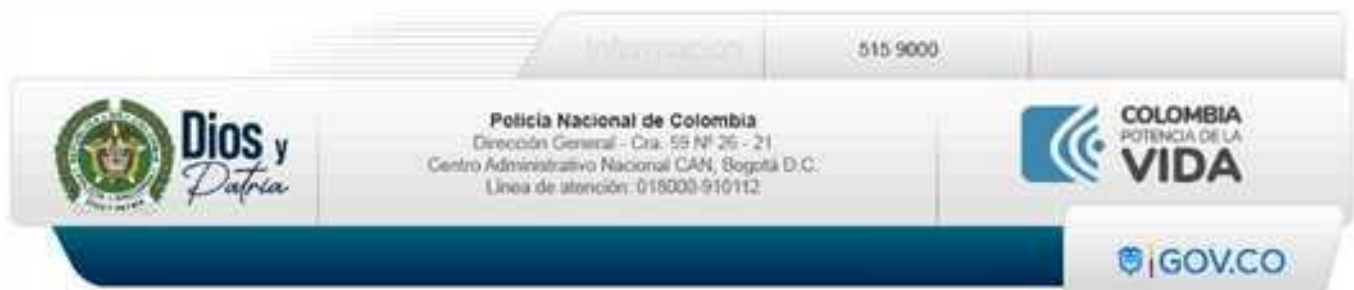 Información
515 9000
Dios y
Patria
Policía Nacional de Colombia
Dirección General - Cra. 59 Nº 26 - 21
Centro Administrativo Nacional CAN, Bogotá D.C.
Línea de atención: 018000-910112
COLOMBIA
POTENCIA DE LA
VIDA
GOV.CO